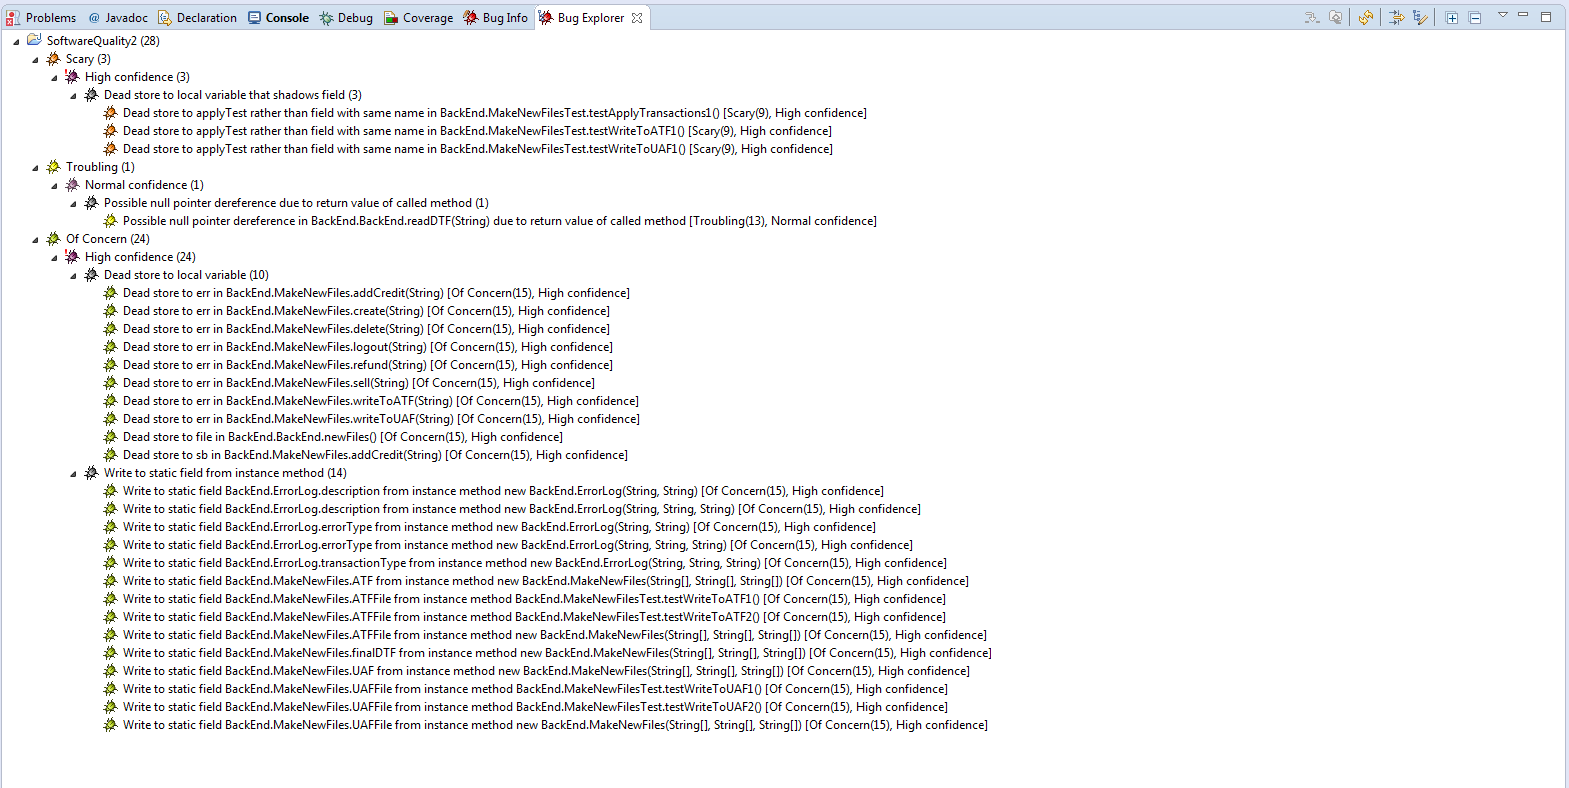 Problems @ Javadoc Declaration Console Debug Coverage Bug Info Bug Explorer
SoftwareQuality2 (28)
Scary (3)
High confidence (3)
Dead store to local variable that shadows field (3)
Dead store to applyTest rather than field with same name in BackEnd.MakeNewFilesTest.testApplyTransactions1() [Scary(9), High confidence]
Dead store to applyTest rather than field with same name in BackEnd.MakeNewFilesTest.testWriteToATF1() [Scary(9), High confidence]
Dead store to applyTest rather than field with same name in BackEnd.MakeNewFilesTest.testWriteToUAF1() [Scary(9), High confidence]
Troubling (1)
Normal confidence (1)
Possible null pointer dereference due to return value of called method (1)
Possible null pointer dereference in BackEnd.BackEnd.readDTF(String) due to return value of called method [Troubling(13), Normal confidence]
Of Concern (24)
High confidence (24)
Dead store to local variable (10)
Dead store to err in BackEnd.MakeNewFiles.addCredit(String) [Of Concern(15), High confidence]
Dead store to err in BackEnd.MakeNewFiles.create(String) [Of Concern(15), High confidence]
Dead store to err in BackEnd.MakeNewFiles.delete(String) [Of Concern(15), High confidence]
Dead store to err in BackEnd.MakeNewFiles.logout(String) [Of Concern(15), High confidence]
Dead store to err in BackEnd.MakeNewFiles.refund(String) [Of Concern(15), High confidence]
Dead store to err in BackEnd.MakeNewFiles.sell(String) [Of Concern(15), High confidence]
Dead store to err in BackEnd.MakeNewFiles.writeToATF(String) [Of Concern(15), High confidence]
Dead store to err in BackEnd.MakeNewFiles.writeToUAF(String) [Of Concern(15), High confidence]
Dead store to file in BackEnd.BackEnd.newFiles() [Of Concern(15), High confidence]
Dead store to sb in BackEnd.MakeNewFiles.addCredit(String) [Of Concern(15), High confidence]
Write to static field from instance method (14)
Write to static field BackEnd.ErrorLog.description from instance method new BackEnd.ErrorLog(String, String) [Of Concern(15), High confidence]
Write to static field BackEnd.ErrorLog.description from instance method new BackEnd.ErrorLog(String, String, String) [Of Concern(15), High confidence]
Write to static field BackEnd.ErrorLog.errorType from instance method new BackEnd.ErrorLog(String, String) [Of Concern(15), High confidence]
Write to static field BackEnd.ErrorLog.errorType from instance method new BackEnd.ErrorLog(String, String, String) [Of Concern(15), High confidence]
Write to static field BackEnd.ErrorLog.transactionType from instance method new BackEnd.ErrorLog(String, String, String) [Of Concern(15), High confidence]
Write to static field BackEnd.MakeNewFiles.ATF from instance method new BackEnd.MakeNewFiles(String[], String[], String[]) [Of Concern(15), High confidence]
Write to static field BackEnd.MakeNewFiles.ATFFile from instance method BackEnd.MakeNewFilesTest.testWriteToATF1() [Of Concern(15), High confidence]
Write to static field BackEnd.MakeNewFiles.ATFFile from instance method BackEnd.MakeNewFilesTest.testWriteToATF2() [Of Concern(15), High confidence]
Write to static field BackEnd.MakeNewFiles.ATFFile from instance method new BackEnd.MakeNewFiles(String[], String[], String[]) [Of Concern(15), High confidence]
Write to static field BackEnd.MakeNewFiles.finalDTF from instance method new BackEnd.MakeNewFiles(String[], String[], String[]) [Of Concern(15), High confidence]
Write to static field BackEnd.MakeNewFiles.UAF from instance method new BackEnd.MakeNewFiles(String[], String[], String[]) [Of Concern(15), High confidence]
Write to static field BackEnd.MakeNewFiles.UAFFile from instance method BackEnd.MakeNewFilesTest.testWriteToUAF1() [Of Concern(15), High confidence]
Write to static field BackEnd.MakeNewFiles.UAFFile from instance method BackEnd.MakeNewFilesTest.testWriteToUAF2() [Of Concern(15), High confidence]
Write to static field BackEnd.MakeNewFiles.UAFFile from instance method new BackEnd.MakeNewFiles(String[], String[], String[]) [Of Concern(15), High confidence]